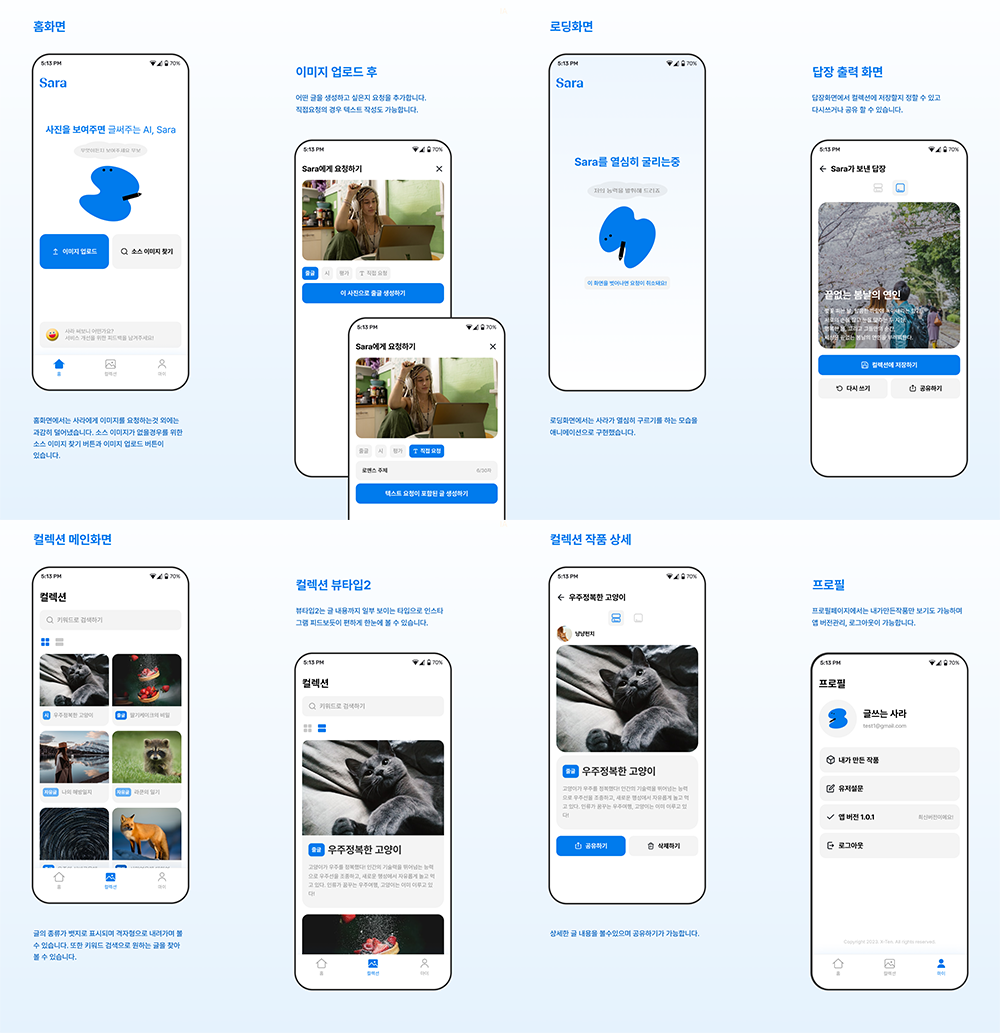 홈화면
5:13 PM
70%
Sara
사진을 보여주면 글써주는 AI, Sara
이미지 업로드
소스 이미지 찾기
사라 써보니 어떤가요?
서비스 개선을 위한 피드백을 남겨주세요!
홈
컬렉션
마이
홈화면에서는 사라에게 이미지를 요청하는것 외에는
과감히 덜어냈습니다. 소스 이미지가 없을경우를 위한
소스 이미지 찾기 버튼과 이미지 업로드 버튼이
있습니다.
이미지 업로드 후
어떤 글을 생성하고 싶은지 요청을 추가합니다.
직접요청의 경우 텍스트 작성도 가능합니다.
5:13 PM
70%
Sara에게 요청하기
줄글
시
평가
직접 요청
이 사진으로 줄글 생성하기
5:13 PM
70%
Sara에게 요청하기
줄글
시
평가
직접 요청
로맨스 주제
6/30자
텍스트 요청이 포함된 글 생성하기
로딩화면
5:13 PM
70%
Sara
Sara를 열심히 굴리는중
저의 능력을 발휘해 드리죠
이 화면을 벗어나면 요청이 취소돼요!
로딩화면에서는 사라가 열심히 구르기를 하는 모습을
애니메이션으로 구현했습니다.
답장 출력 화면
답장화면에서 컬렉션에 저장할지 정할 수 있고
다시쓰거나 공유 할 수 있습니다.
5:13 PM
70%
Sara가 보낸 답장
끝없는 봄날의 연인
컬렉션에 저장하기
다시 쓰기
공유하기
컬렉션 메인화면
5:13 PM
70%
컬렉션
키워드로 검색하기
시
우주정복한 고양이
줄글
딸기케이크의 비밀
자유글
나의 해방일지
자유글
라쿤의 일기
홈
컬렉션
마이
글의 종류가 뱃지로 표시되며 격자형으로 내려가며 볼
수 있습니다. 또한 키워드 검색으로 원하는 글을 찾아
볼 수 있습니다.
컬렉션 뷰타입2
뷰타입2는 글 내용까지 일부 보이는 타입으로 인스타
그램 피드보듯이 편하게 한눈에 볼 수 있습니다.
5:13 PM
70%
컬렉션
키워드로 검색하기
줄글
우주정복한 고양이
고양이가 우주를 정복했다! 인간의 기술력을 뛰어넘는 능력
으로 우주선을 조종하고, 새로운 행성에서 자유롭게 놀고 먹
고 있다. 인류가 꿈꾸는 우주여행, 고양이는 이미 이루고 있
다!
홈
컬렉션
마이
컬렉션 작품 상세
5:13 PM
70%
우주정복한 고양이
냥냥펀치
줄글
우주정복한 고양이
고양이가 우주를 정복했다! 인간의 기술력을 뛰어넘는 능력
으로 우주선을 조종하고, 새로운 행성에서 자유롭게 놀고 먹
고 있다. 인류가 꿈꾸는 우주여행, 고양이는 이미 이루고 있
다!
공유하기
삭제하기
상세한 글 내용을 볼수있으며 공유하기가 가능합니다.
프로필
프로필페이지에서는 내가만든작품만 보기도 가능하며
앱 버전관리, 로그아웃이 가능합니다.
5:13 PM
70%
프로필
글쓰는 사라
test1@gmail.com
내가 만든 작품
유저설문
앱 버전 1.0.1
최신버전이에요!
로그아웃
홈
컬렉션
마이